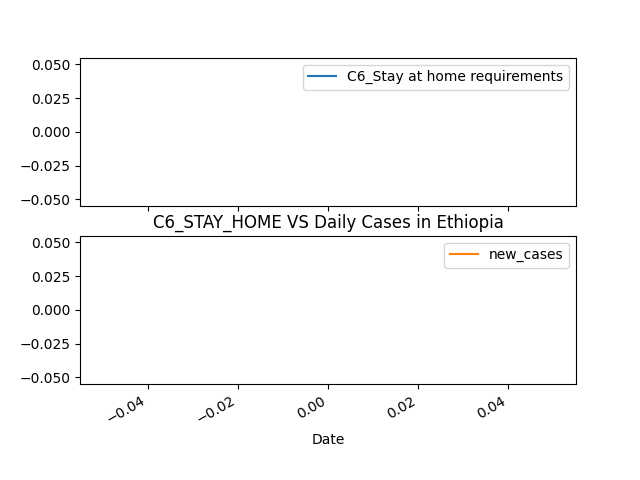 0.050
C6_Stay at home requirements
0.025
0.000
−0.025
−0.050
C6_STAY_HOME VS Daily Cases in Ethiopia
0.050
new_cases
0.025
0.000
−0.025
−0.050
−0.04 −0.02 0.00 0.02 0.04
Date